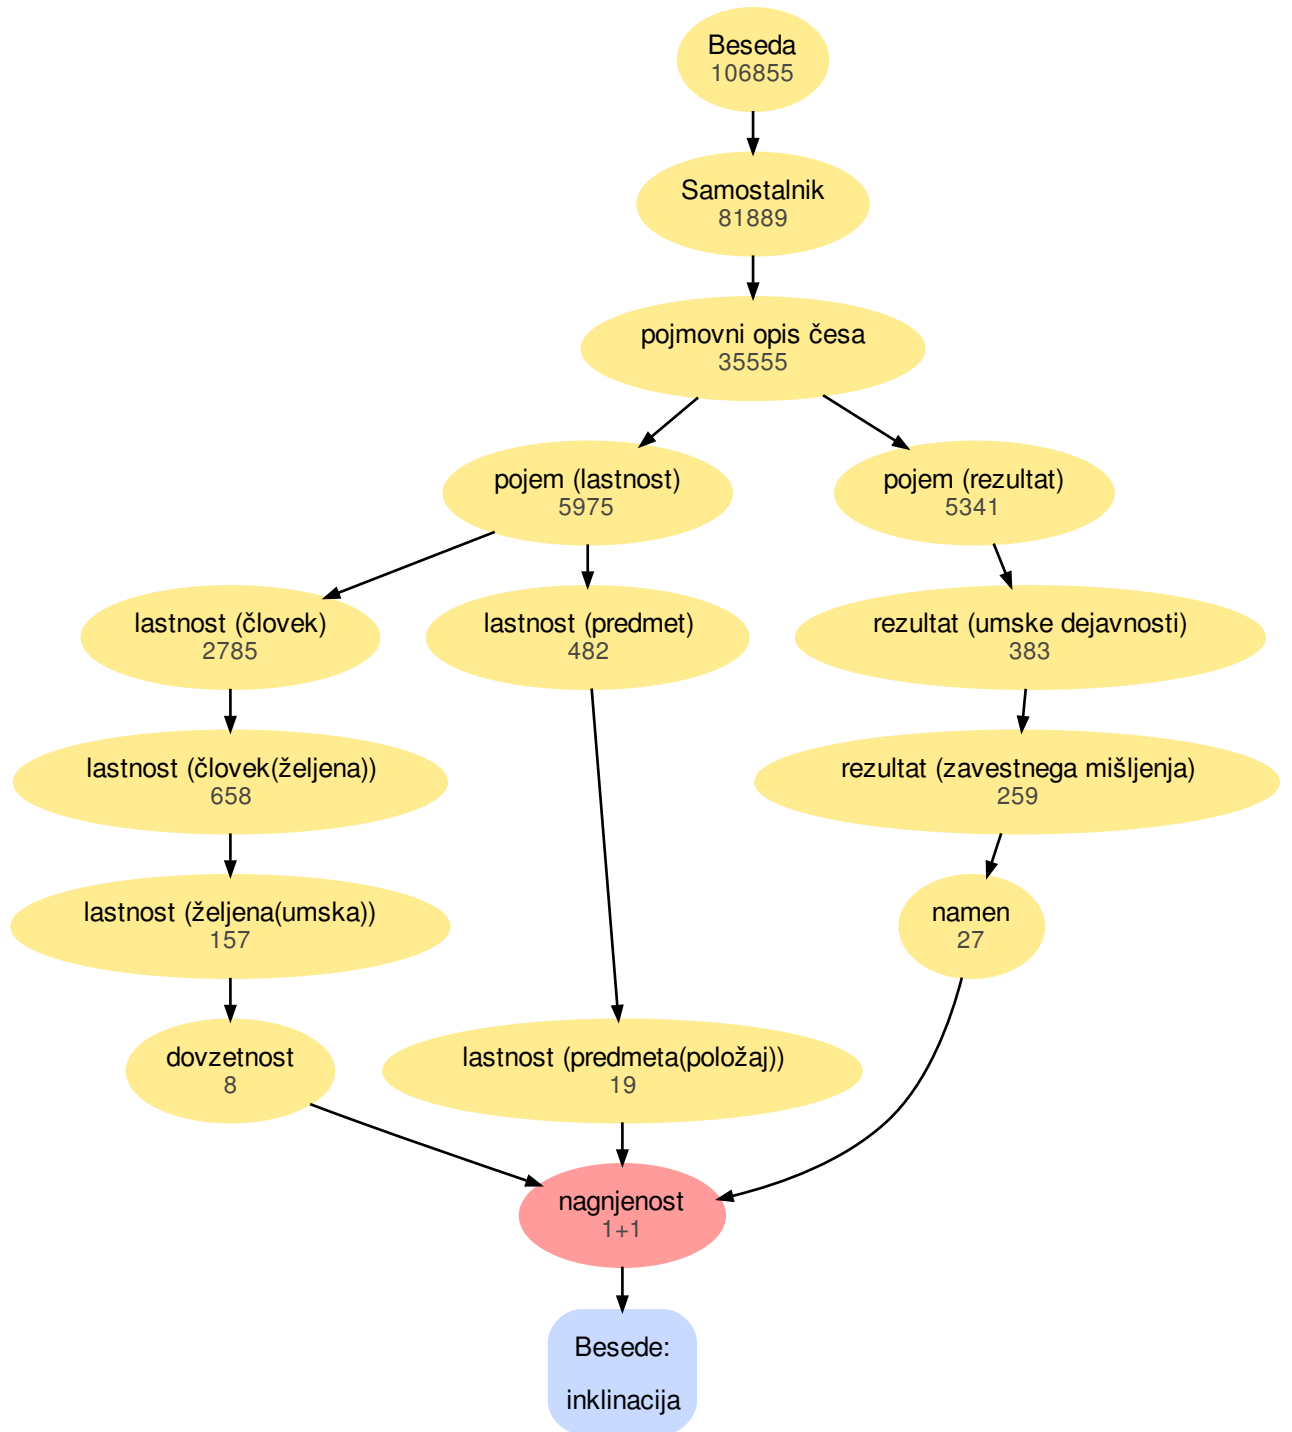 Beseda
106855
Samostalnik
81889
pojmovni opis česa
35555
pojem (lastnost)
5975
pojem (rezultat)
5341
lastnost (človek)
2785
lastnost (predmet)
482
rezultat (umske dejavnosti)
383
lastnost (človek(željena))
658
rezultat (zavestnega mišljenja)
259
lastnost (željena(umska))
157
namen
27
dovzetnost
8
lastnost (predmeta(položaj))
19
nagnjenost
1+1
Besede:
inklinacija